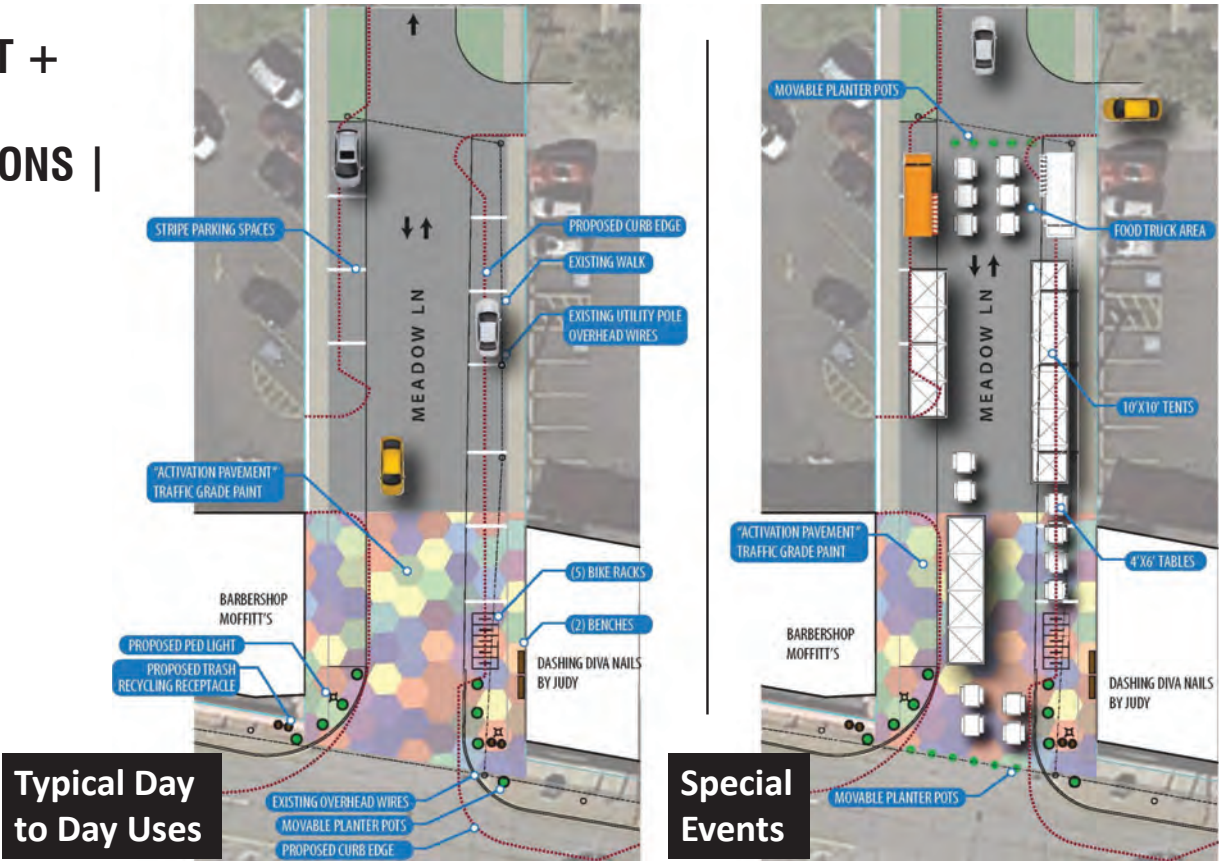 T +
ONS |
STRIPE PARKING SPACES
PROPOSED CURB EDGE
EXISTING WALK
EXISTING UTILITY POLE
OVERHEAD WIRES
MEADOW LN
"ACTIVATION PAVEMENT"
TRAFFIC GRADE PAINT
(5) BIKE RACKS
(2) BENCHES
BARBERSHOP
MOFFITT'S
PROPOSED PED LIGHT
PROPOSED TRASH
RECYCLING RECEPTACLE
DASHING DIVA NAILS
BY JUDY
EXISTING OVERHEAD WIRES
MOVABLE PLANTER POTS
PROPOSED CURB EDGE
Typical Day
to Day Uses
MOVABLE PLANTER POTS
FOOD TRUCK AREA
MEADOW LN
10'X10' TENTS
"ACTIVATION PAVEMENT"
TRAFFIC GRADE PAINT
4'X6' TABLES
BARBERSHOP
MOFFITT'S
DASHING DIVA NAILS
BY JUDY
MOVABLE PLANTER POTS
Special
Events